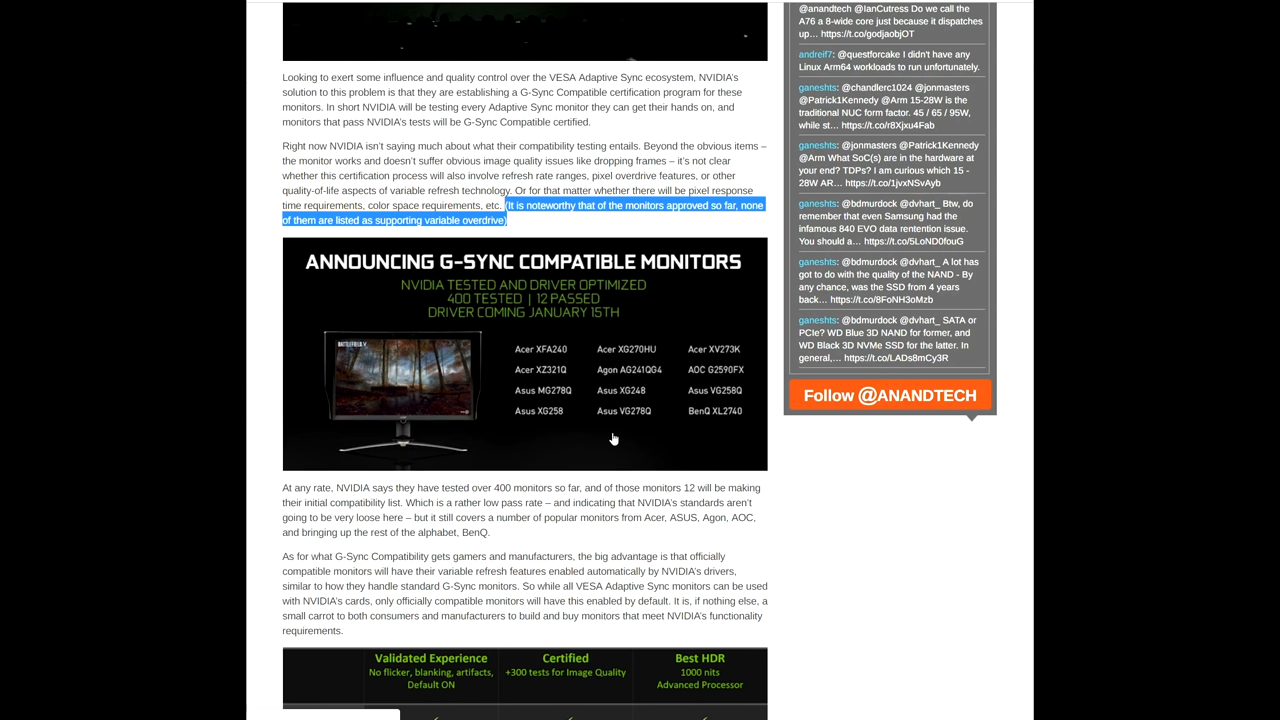 Looking to exert some influence and quality control over the VESA Adaptive Sync ecosystem, NVIDIA's
solution to this problem is that they are establishing a G-Sync Compatible certification program for these
monitors. In short NVIDIA will be testing every Adaptive Sync monitor they can get their hands on, and
monitors that pass NVIDIA's tests will be G-Sync Compatible certified.
Right now NVIDIA isn't saying much about what their compatibility testing entails. Beyond the obvious items –
the monitor works and doesn't suffer obvious image quality issues like dropping frames – it's not clear
whether this certification process will also involve refresh rate ranges, pixel overdrive features, or other
quality-of-life aspects of variable refresh technology. Or for that matter whether there will be pixel response
time requirements, color space requirements, etc. (It is noteworthy that of the monitors approved so far, none
of them are listed as supporting variable overdrive)
ANNOUNCING G-SYNC COMPATIBLE MONITORS
NVIDIA TESTED AND DRIVER OPTIMIZED
400 TESTED | 12 PASSED
DRIVER COMING JANUARY 15TH
BATTLEFIELD V
Acer XFA240 Acer XG270HU Acer XV273K
Acer XZ321Q Agon AG241QG4 AOC G2590FX
Asus MG278Q Asus XG248 Asus VG258Q
Asus XG258 Asus VG278Q BenQ XL2740
At any rate, NVIDIA says they have tested over 400 monitors so far, and of those monitors 12 will be making
their initial compatibility list. Which is a rather low pass rate – and indicating that NVIDIA's standards aren't
going to be very loose here – but it still covers a number of popular monitors from Acer, ASUS, Agon, AOC,
and bringing up the rest of the alphabet, BenQ.
As for what G-Sync Compatibility gets gamers and manufacturers, the big advantage is that officially
compatible monitors will have their variable refresh features enabled automatically by NVIDIA's drivers,
similar to how they handle standard G-Sync monitors. So while all VESA Adaptive Sync monitors can be used
with NVIDIA's cards, only officially compatible monitors will have this enabled by default. It is, if nothing else, a
small carrot to both consumers and manufacturers to build and buy monitors that meet NVIDIA's functionality
requirements.
Validated Experience Certified Best HDR
No flicker, blanking, artifacts, +300 tests for Image Quality 1000 nits
Default ON Advanced Processor
@anandtech @IanCutress Do we call the
A76 a 8-wide core just because it dispatches
up… https://t.co/godjaobjOT
andreif7: @questforcake I didn't have any
Linux Arm64 workloads to run unfortunately.
ganeshts: @chandlerc1024 @jonmasters
@Patrick1Kennedy @Arm 15-28W is the
traditional NUC form factor. 45 / 65 / 95W,
while st… https://t.co/r8Xjxu4Fab
ganeshts: @jonmasters @Patrick1Kennedy
@Arm What SoC(s) are in the hardware at
your end? TDPs? I am curious which 15 -
28W AR… https://t.co/1jvxNSvAyb
ganeshts: @bdmurdock @dvhart_ Btw, do
remember that even Samsung had the
infamous 840 EVO data rentention issue.
You should a… https://t.co/5LoND0fouG
ganeshts: @bdmurdock @dvhart_ A lot has
got to do with the quality of the NAND - By
any chance, was the SSD from 4 years
back… https://t.co/8FoNH3oMzb
ganeshts: @bdmurdock @dvhart_ SATA or
PCIe? WD Blue 3D NAND for former, and
WD Black 3D NVMe SSD for the latter. In
general,… https://t.co/LADs8mCy3R
Follow @ANANDTECH